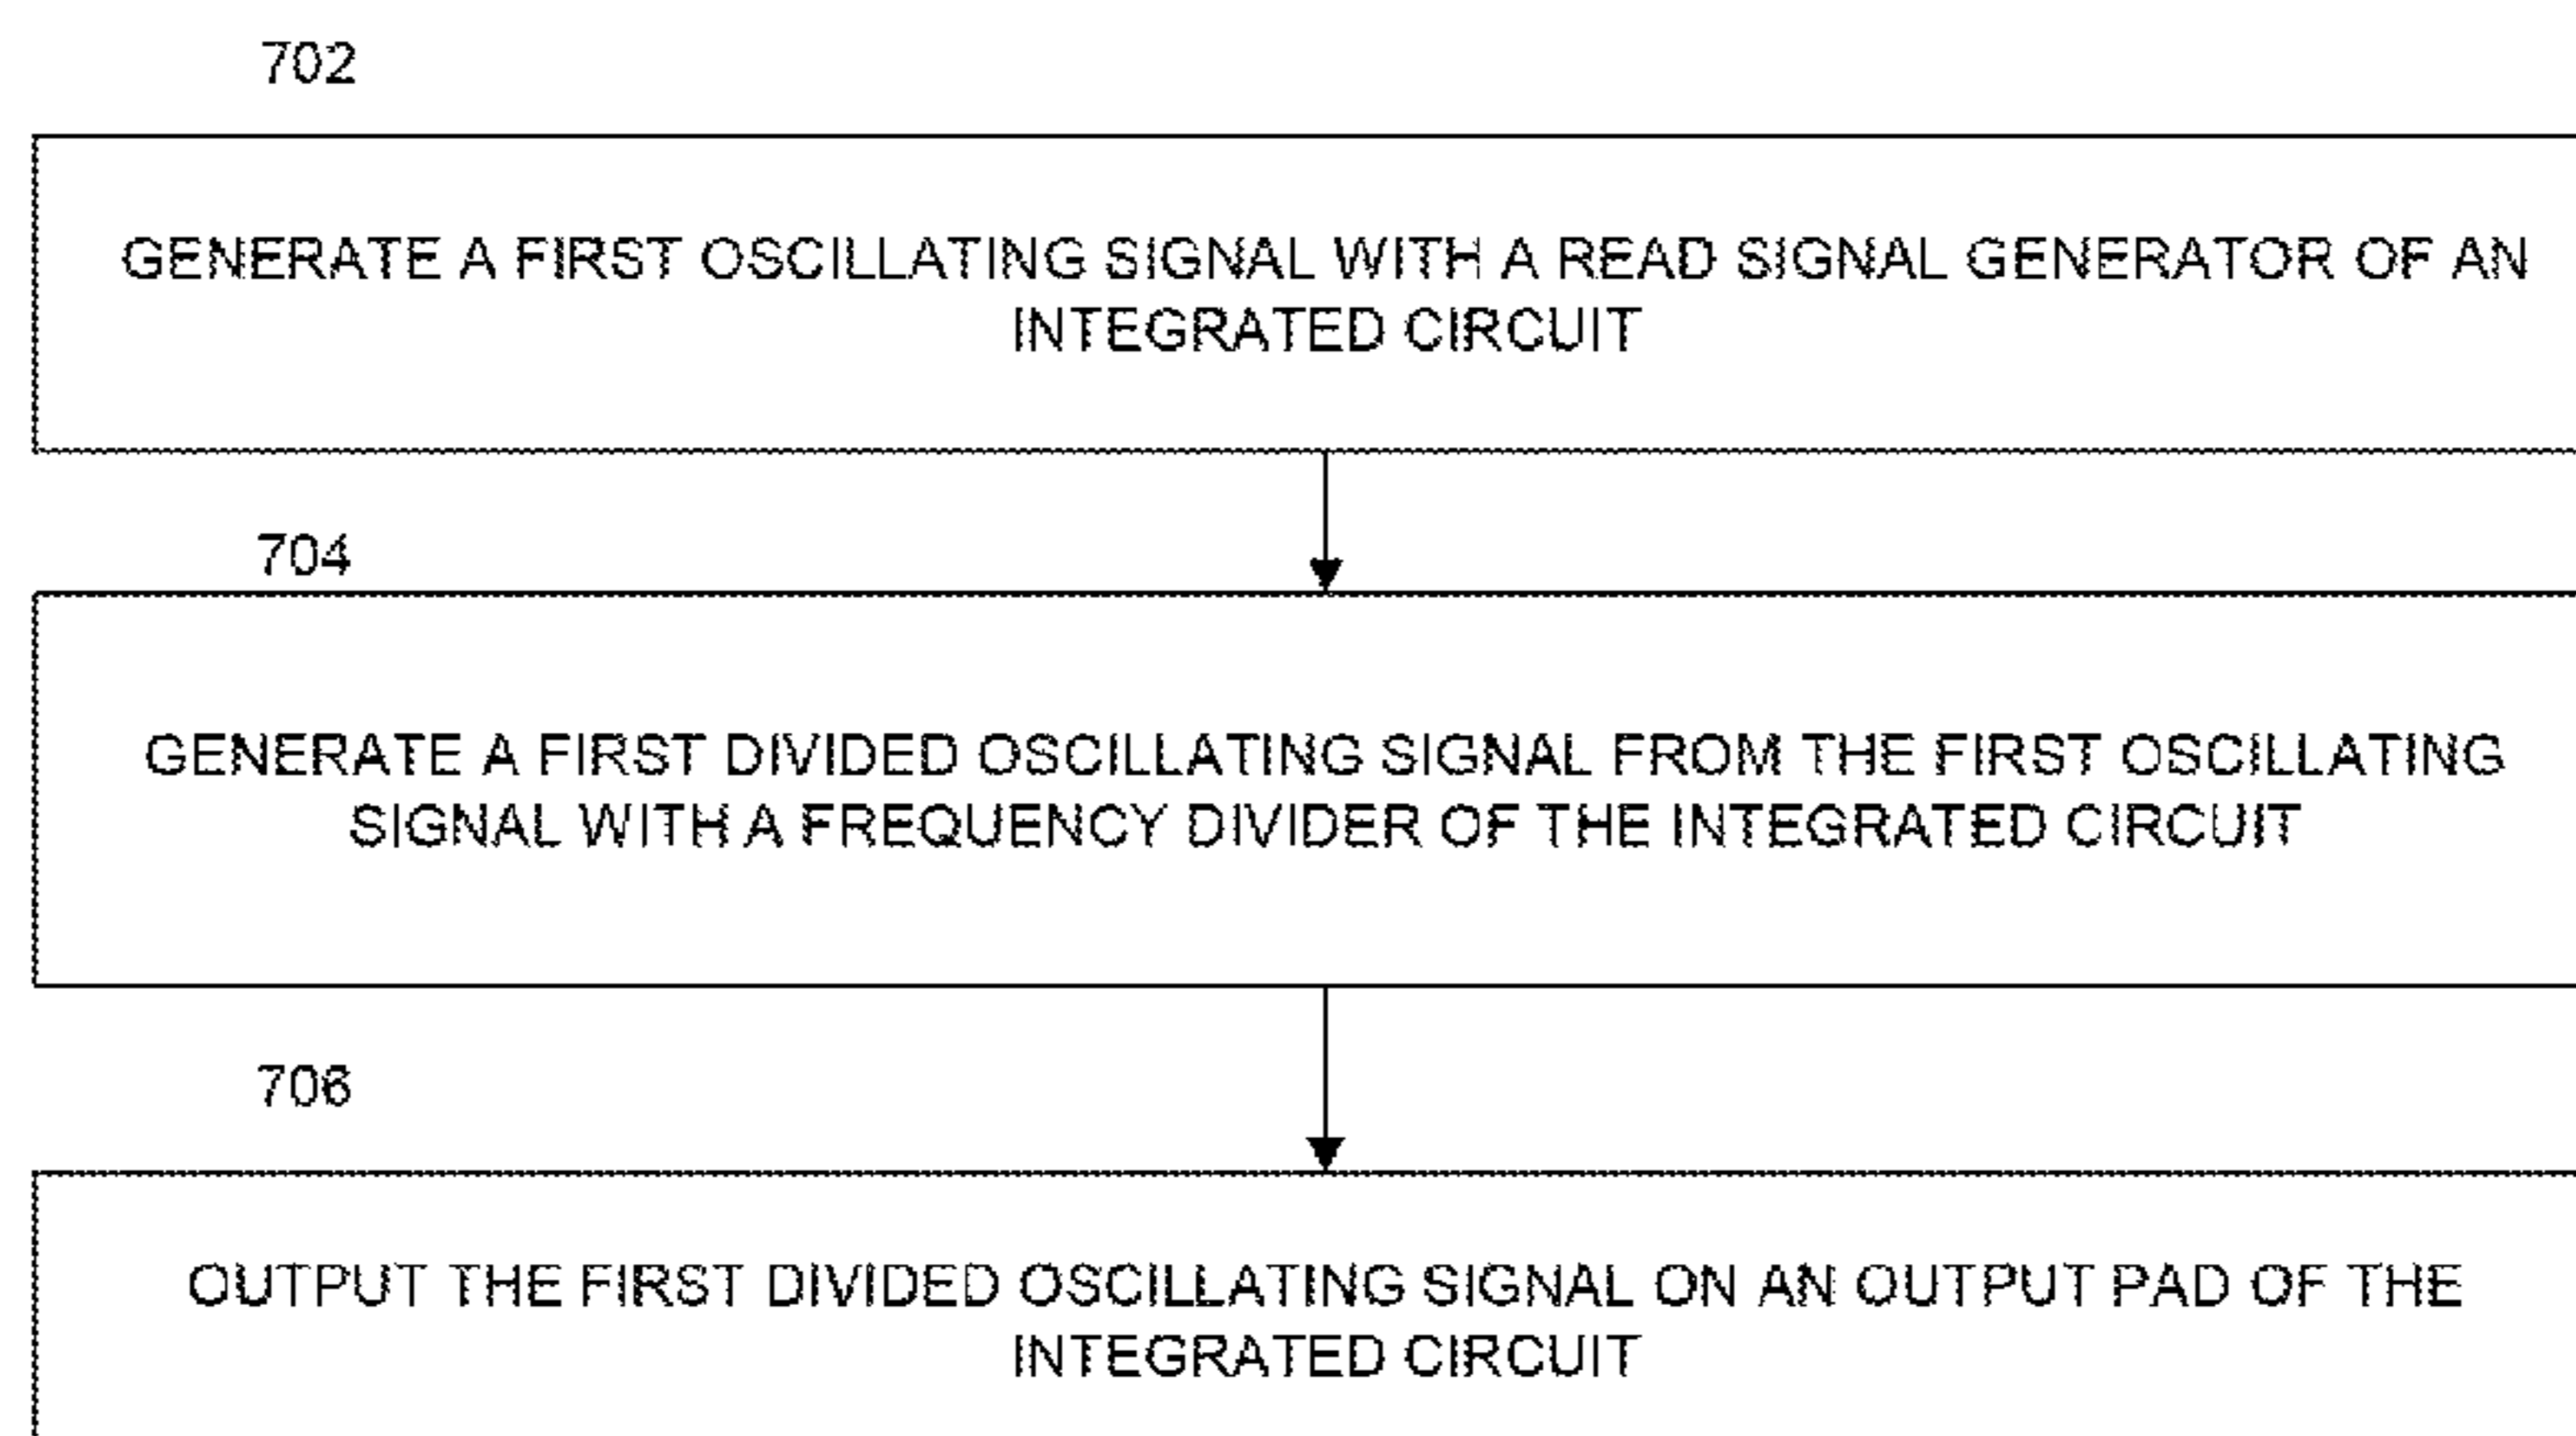 702
GENERATE A FIRST OSCILLATING SIGNAL WITH A READ SIGNAL GENERATOR OF AN
INTEGRATED CIRCUIT
704
GENERATE A FIRST DIVIDED OSCILLATING SIGNAL FROM THE FIRST OSCILLATING
SIGNAL WITH A FREQUENCY DIVIDER OF THE INTEGRATED CIRCUIT
706
OUTPUT THE FIRST DIVIDED OSCILLATING SIGNAL ON AN OUTPUT PAD OF THE
INTEGRATED CIRCUIT